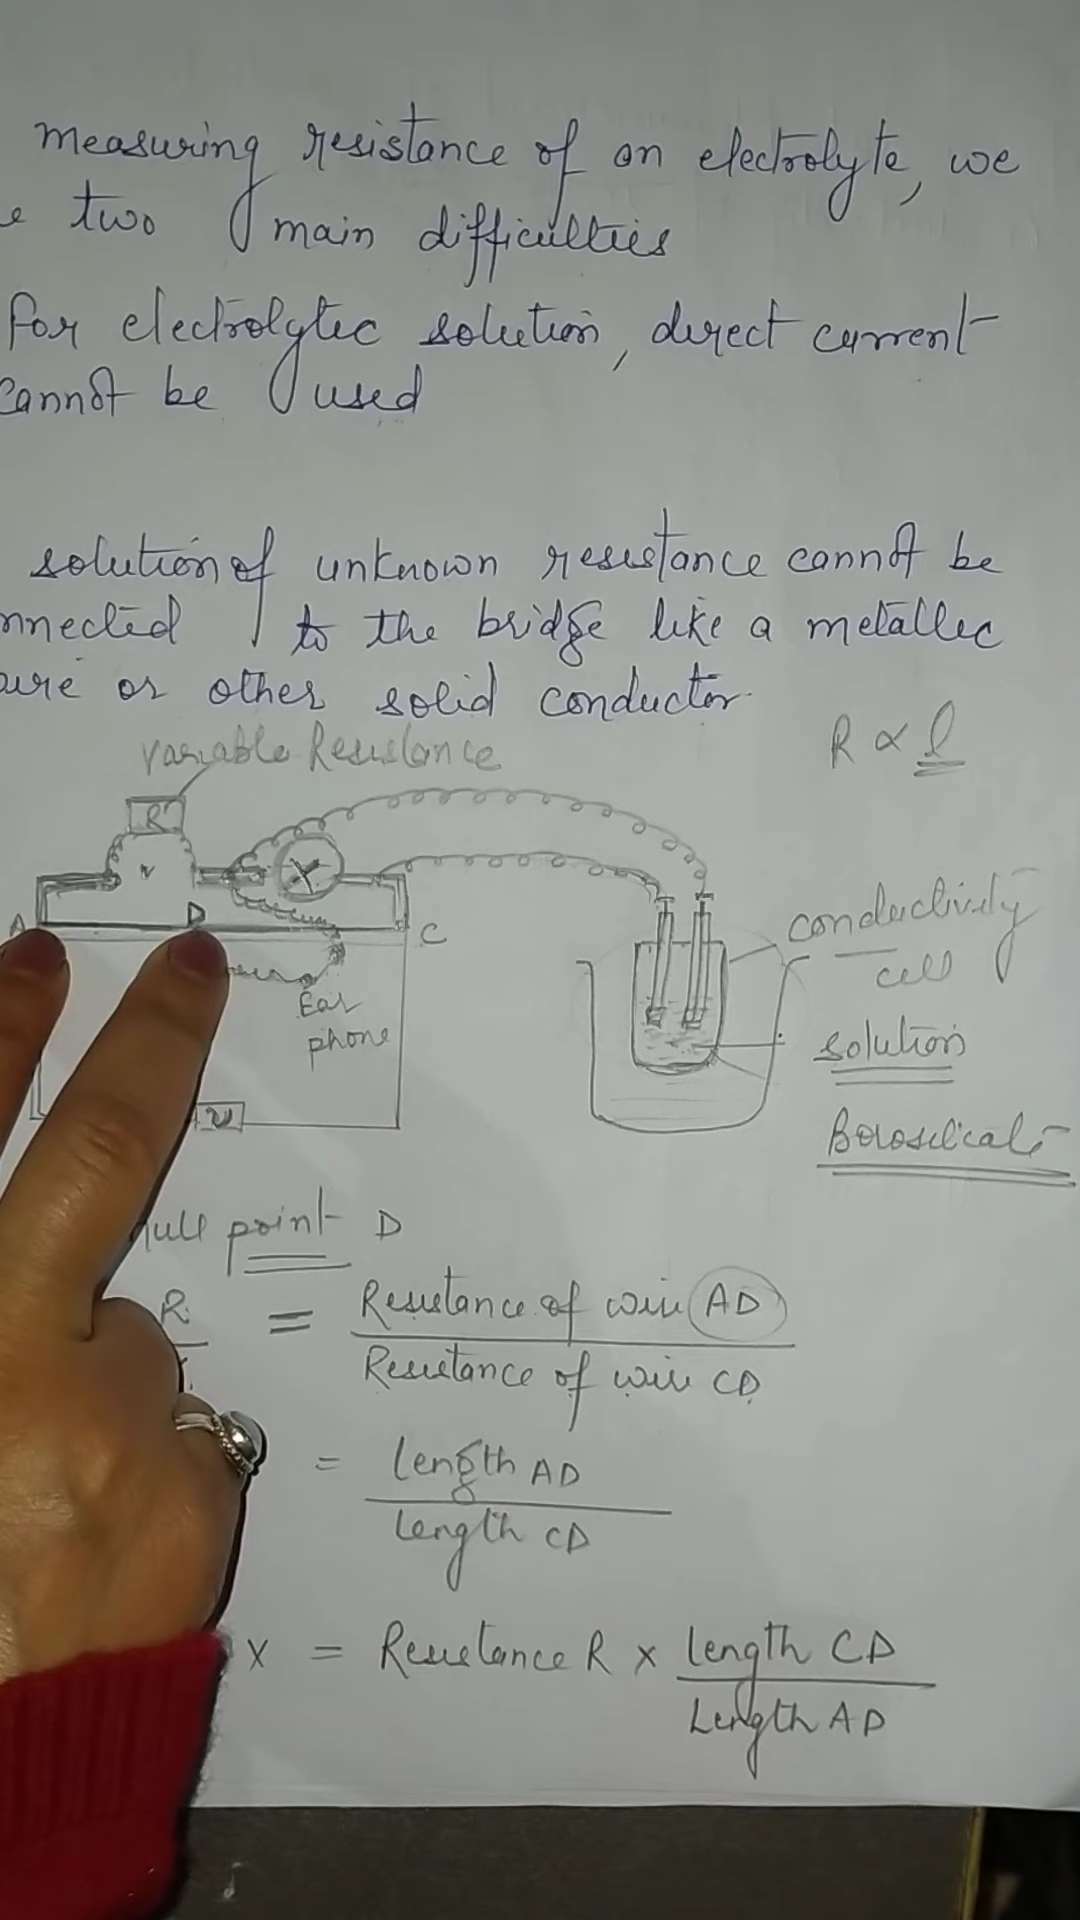 measuring resistance of an electrolyte, we
two main difficulties
for electrolytic solution, direct current
cannot be used
solution of unknown resistance cannot be
nnected to the bridge like a metallic
or other solid conductor
R ∝ l
Variable Resistance
R
X
A
D
C
Ear
phone
conductivity
cell
solution
Borosilicate
null point D
R = Resistance of wire AD
Resistance of wire CD
= length AD
length CD
X = Resistance R x length CD
Length AD